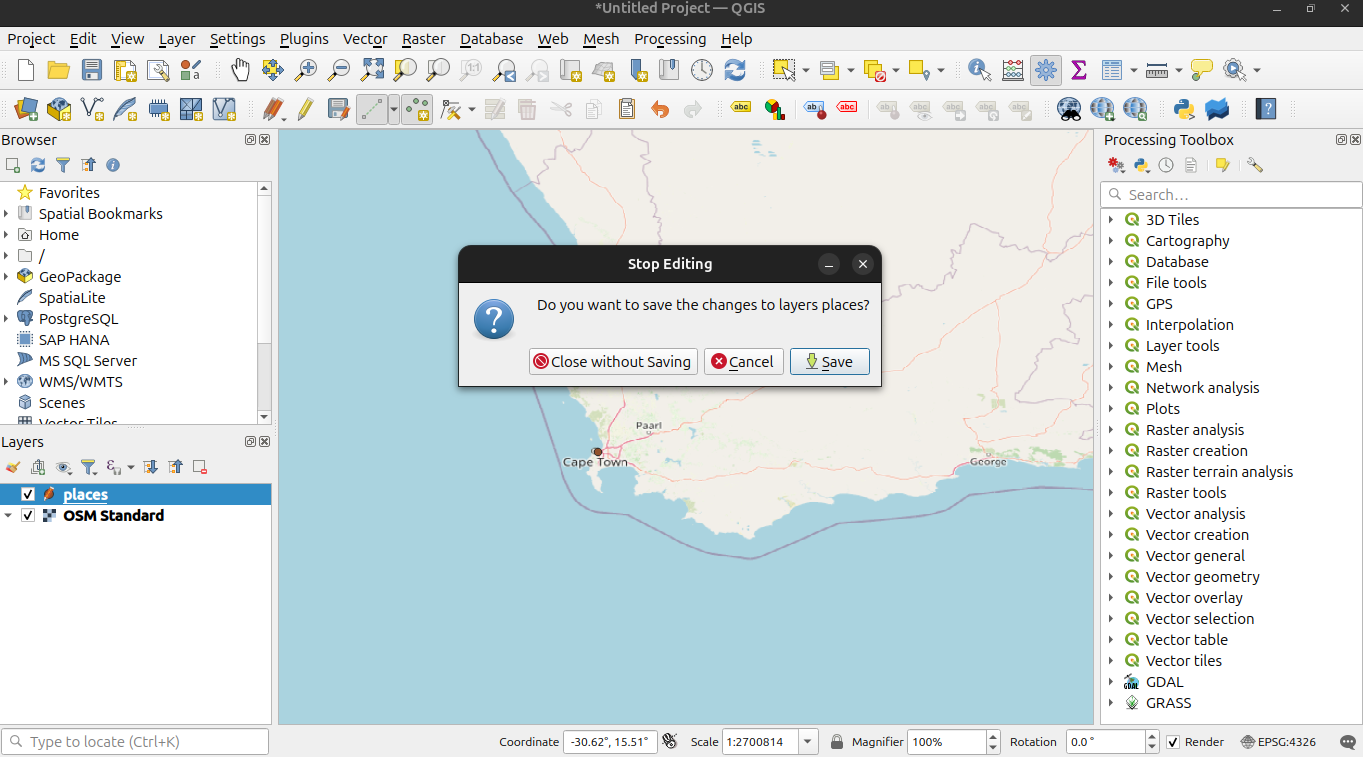 *Untitled Project — QGIS
Project Edit View Layer Settings Plugins Vector Raster Database Web Mesh Processing Help
Browser
Favorites
Spatial Bookmarks
Home
/
GeoPackage
SpatiaLite
PostgreSQL
SAP HANA
MS SQL Server
WMS/WMTS
Scenes
Vector Tiles
Layers
places
OSM Standard
Stop Editing
Do you want to save the changes to layers places?
Close without Saving
Cancel
Save
Paarl
Cape Town
George
Processing Toolbox
Search…
3D Tiles
Cartography
Database
File tools
GPS
Interpolation
Layer tools
Mesh
Network analysis
Plots
Raster analysis
Raster creation
Raster terrain analysis
Raster tools
Vector analysis
Vector creation
Vector general
Vector geometry
Vector overlay
Vector selection
Vector table
Vector tiles
GDAL
GRASS
Type to locate (Ctrl+K)
Coordinate -30.62°, 15.51° Scale 1:2700814 Magnifier 100% Rotation 0.0 ° Render EPSG:4326